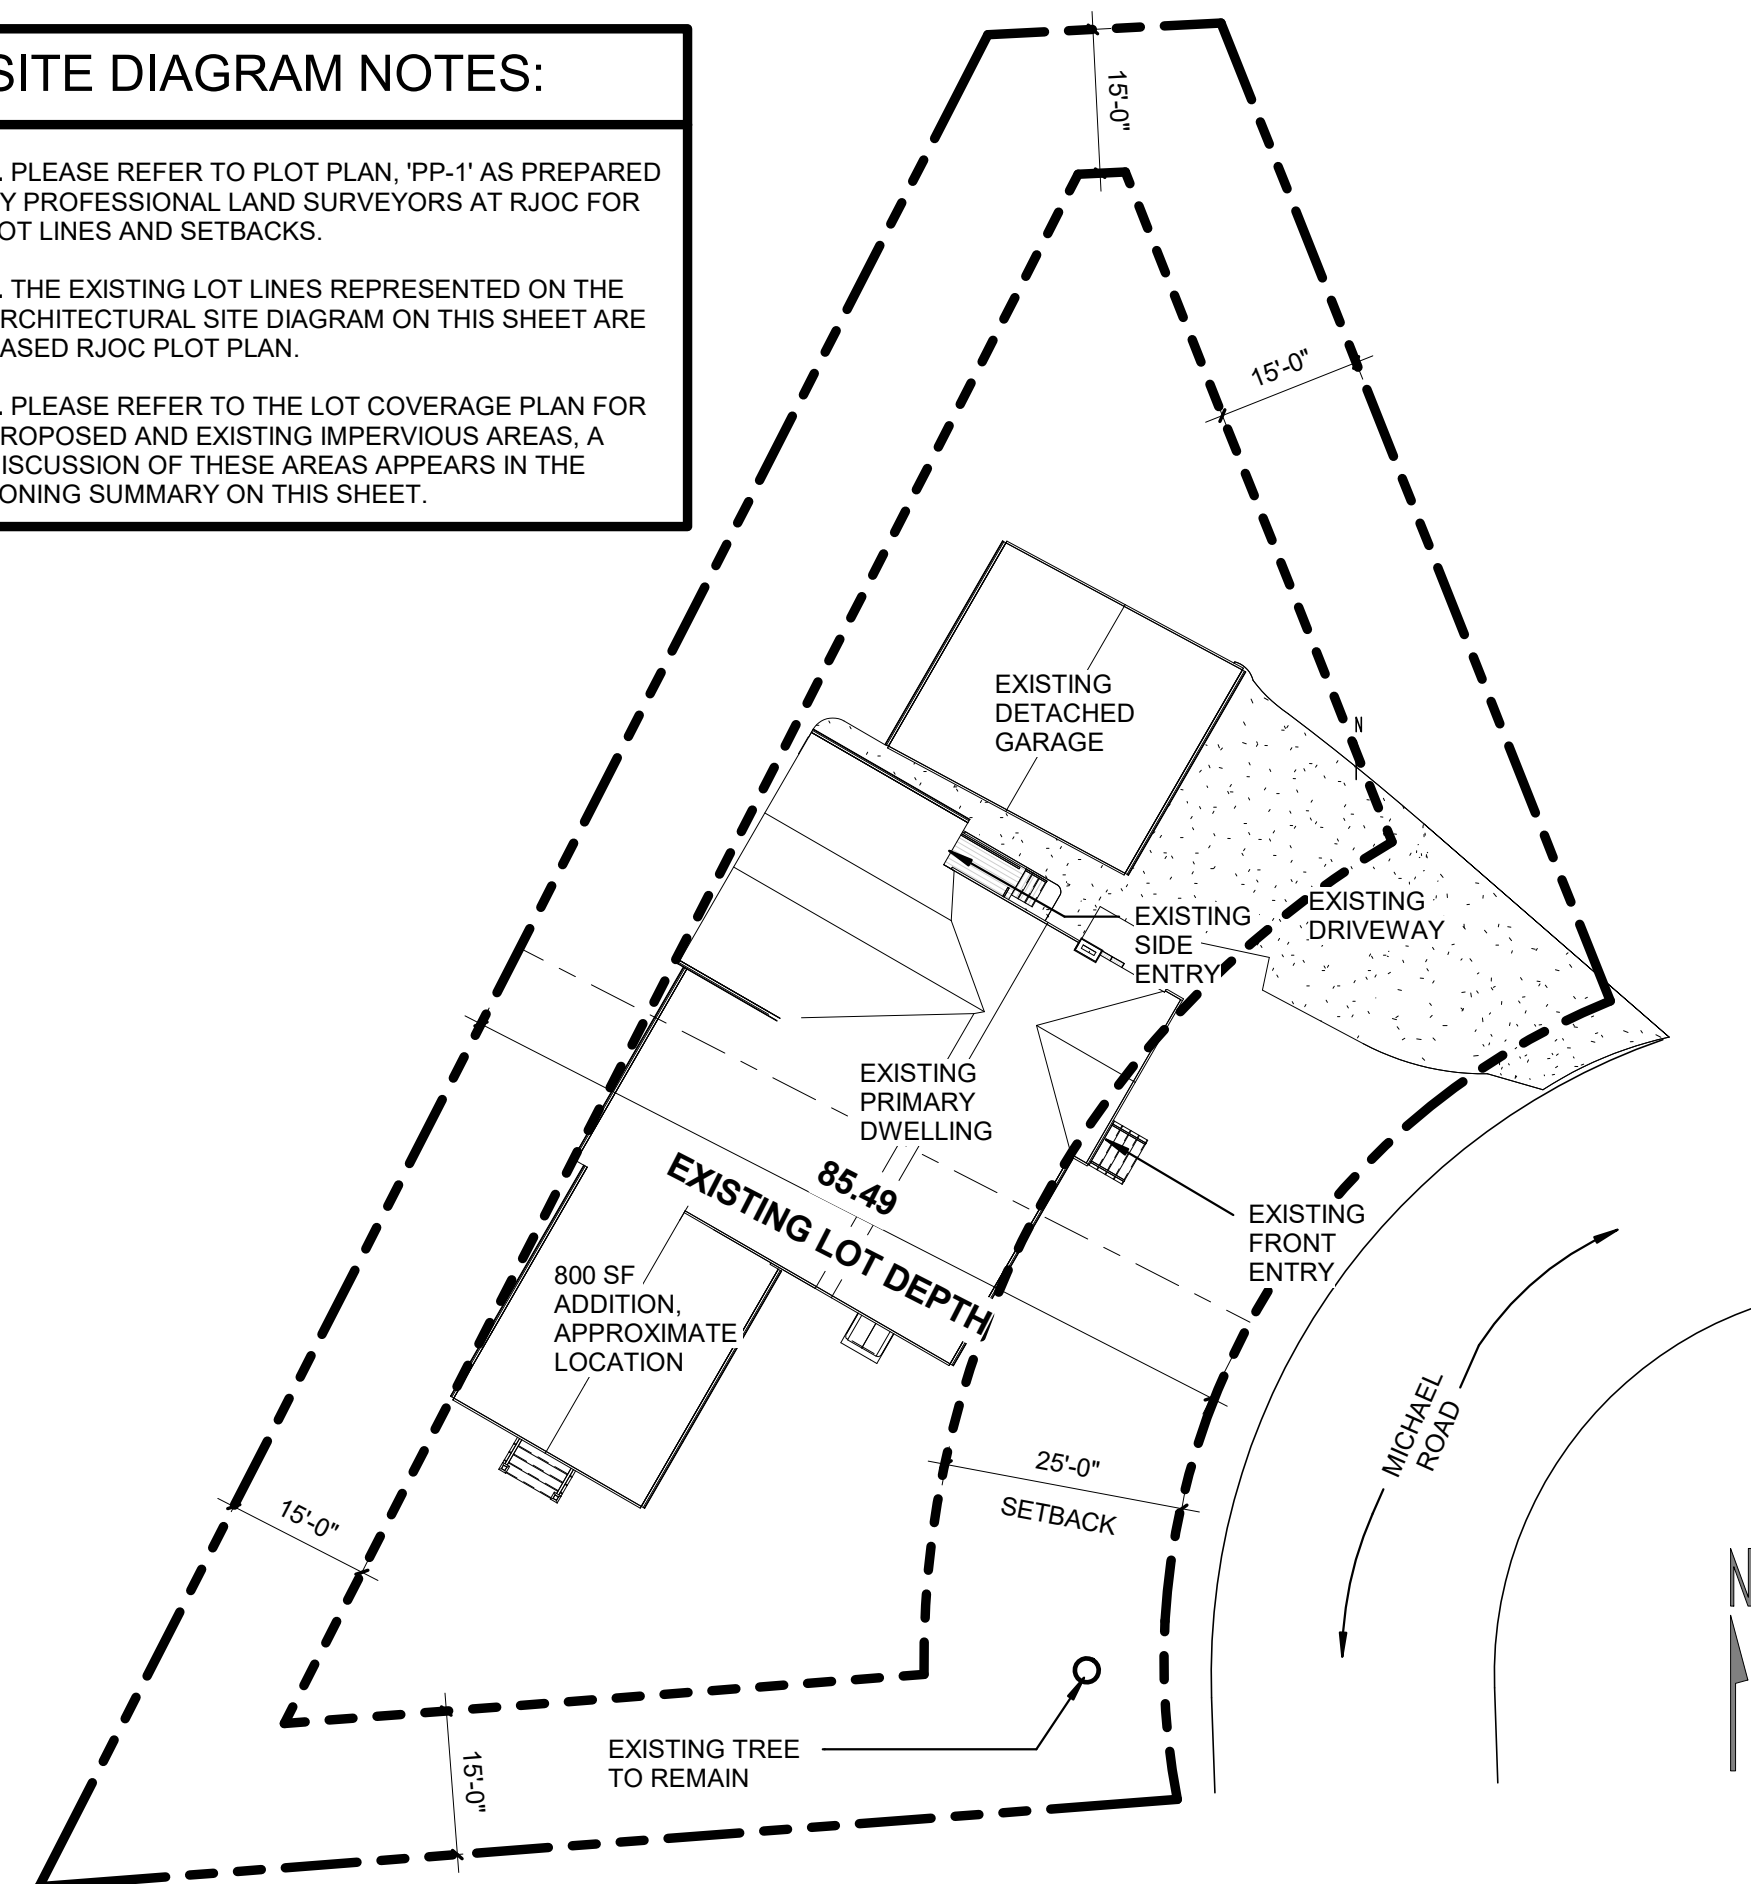 SITE DIAGRAM NOTES:
. PLEASE REFER TO PLOT PLAN, 'PP-1' AS PREPARED
Y PROFESSIONAL LAND SURVEYORS AT RJOC FOR
OT LINES AND SETBACKS.
. THE EXISTING LOT LINES REPRESENTED ON THE
RCHITECTURAL SITE DIAGRAM ON THIS SHEET ARE
ASED RJOC PLOT PLAN.
. PLEASE REFER TO THE LOT COVERAGE PLAN FOR
ROPOSED AND EXISTING IMPERVIOUS AREAS, A
ISCUSSION OF THESE AREAS APPEARS IN THE
ONING SUMMARY ON THIS SHEET.
15'-0"
15'-0"
EXISTING
DETACHED
GARAGE
N
EXISTING
DRIVEWAY
EXISTING
SIDE
ENTRY
EXISTING
PRIMARY
DWELLING
85.49
EXISTING LOT DEPTH
EXISTING
FRONT
ENTRY
800 SF
ADDITION,
APPROXIMATE
LOCATION
MICHAEL
ROAD
25'-0"
SETBACK
15'-0"
N
EXISTING TREE
TO REMAIN
15'-0"